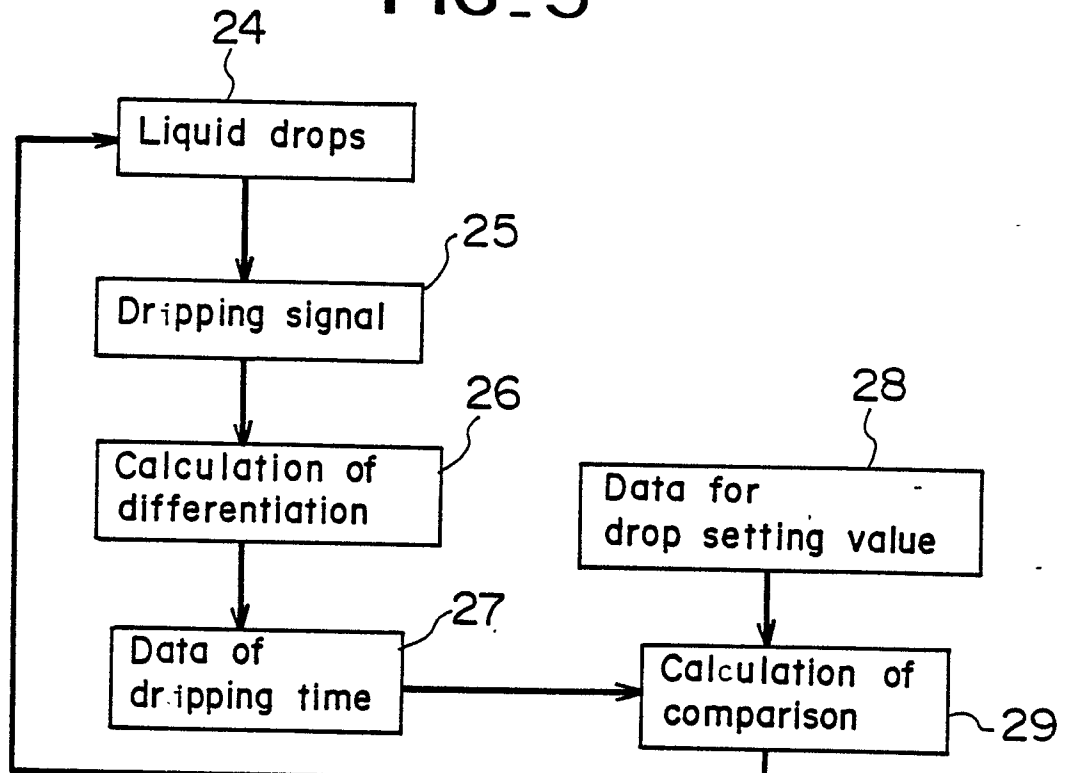 24
Liquid drops
25
Dripping signal
26
Calculation of
differentiation
28
Data for
drop setting value
27
Data of
dripping time
Calculation of
comparison
29